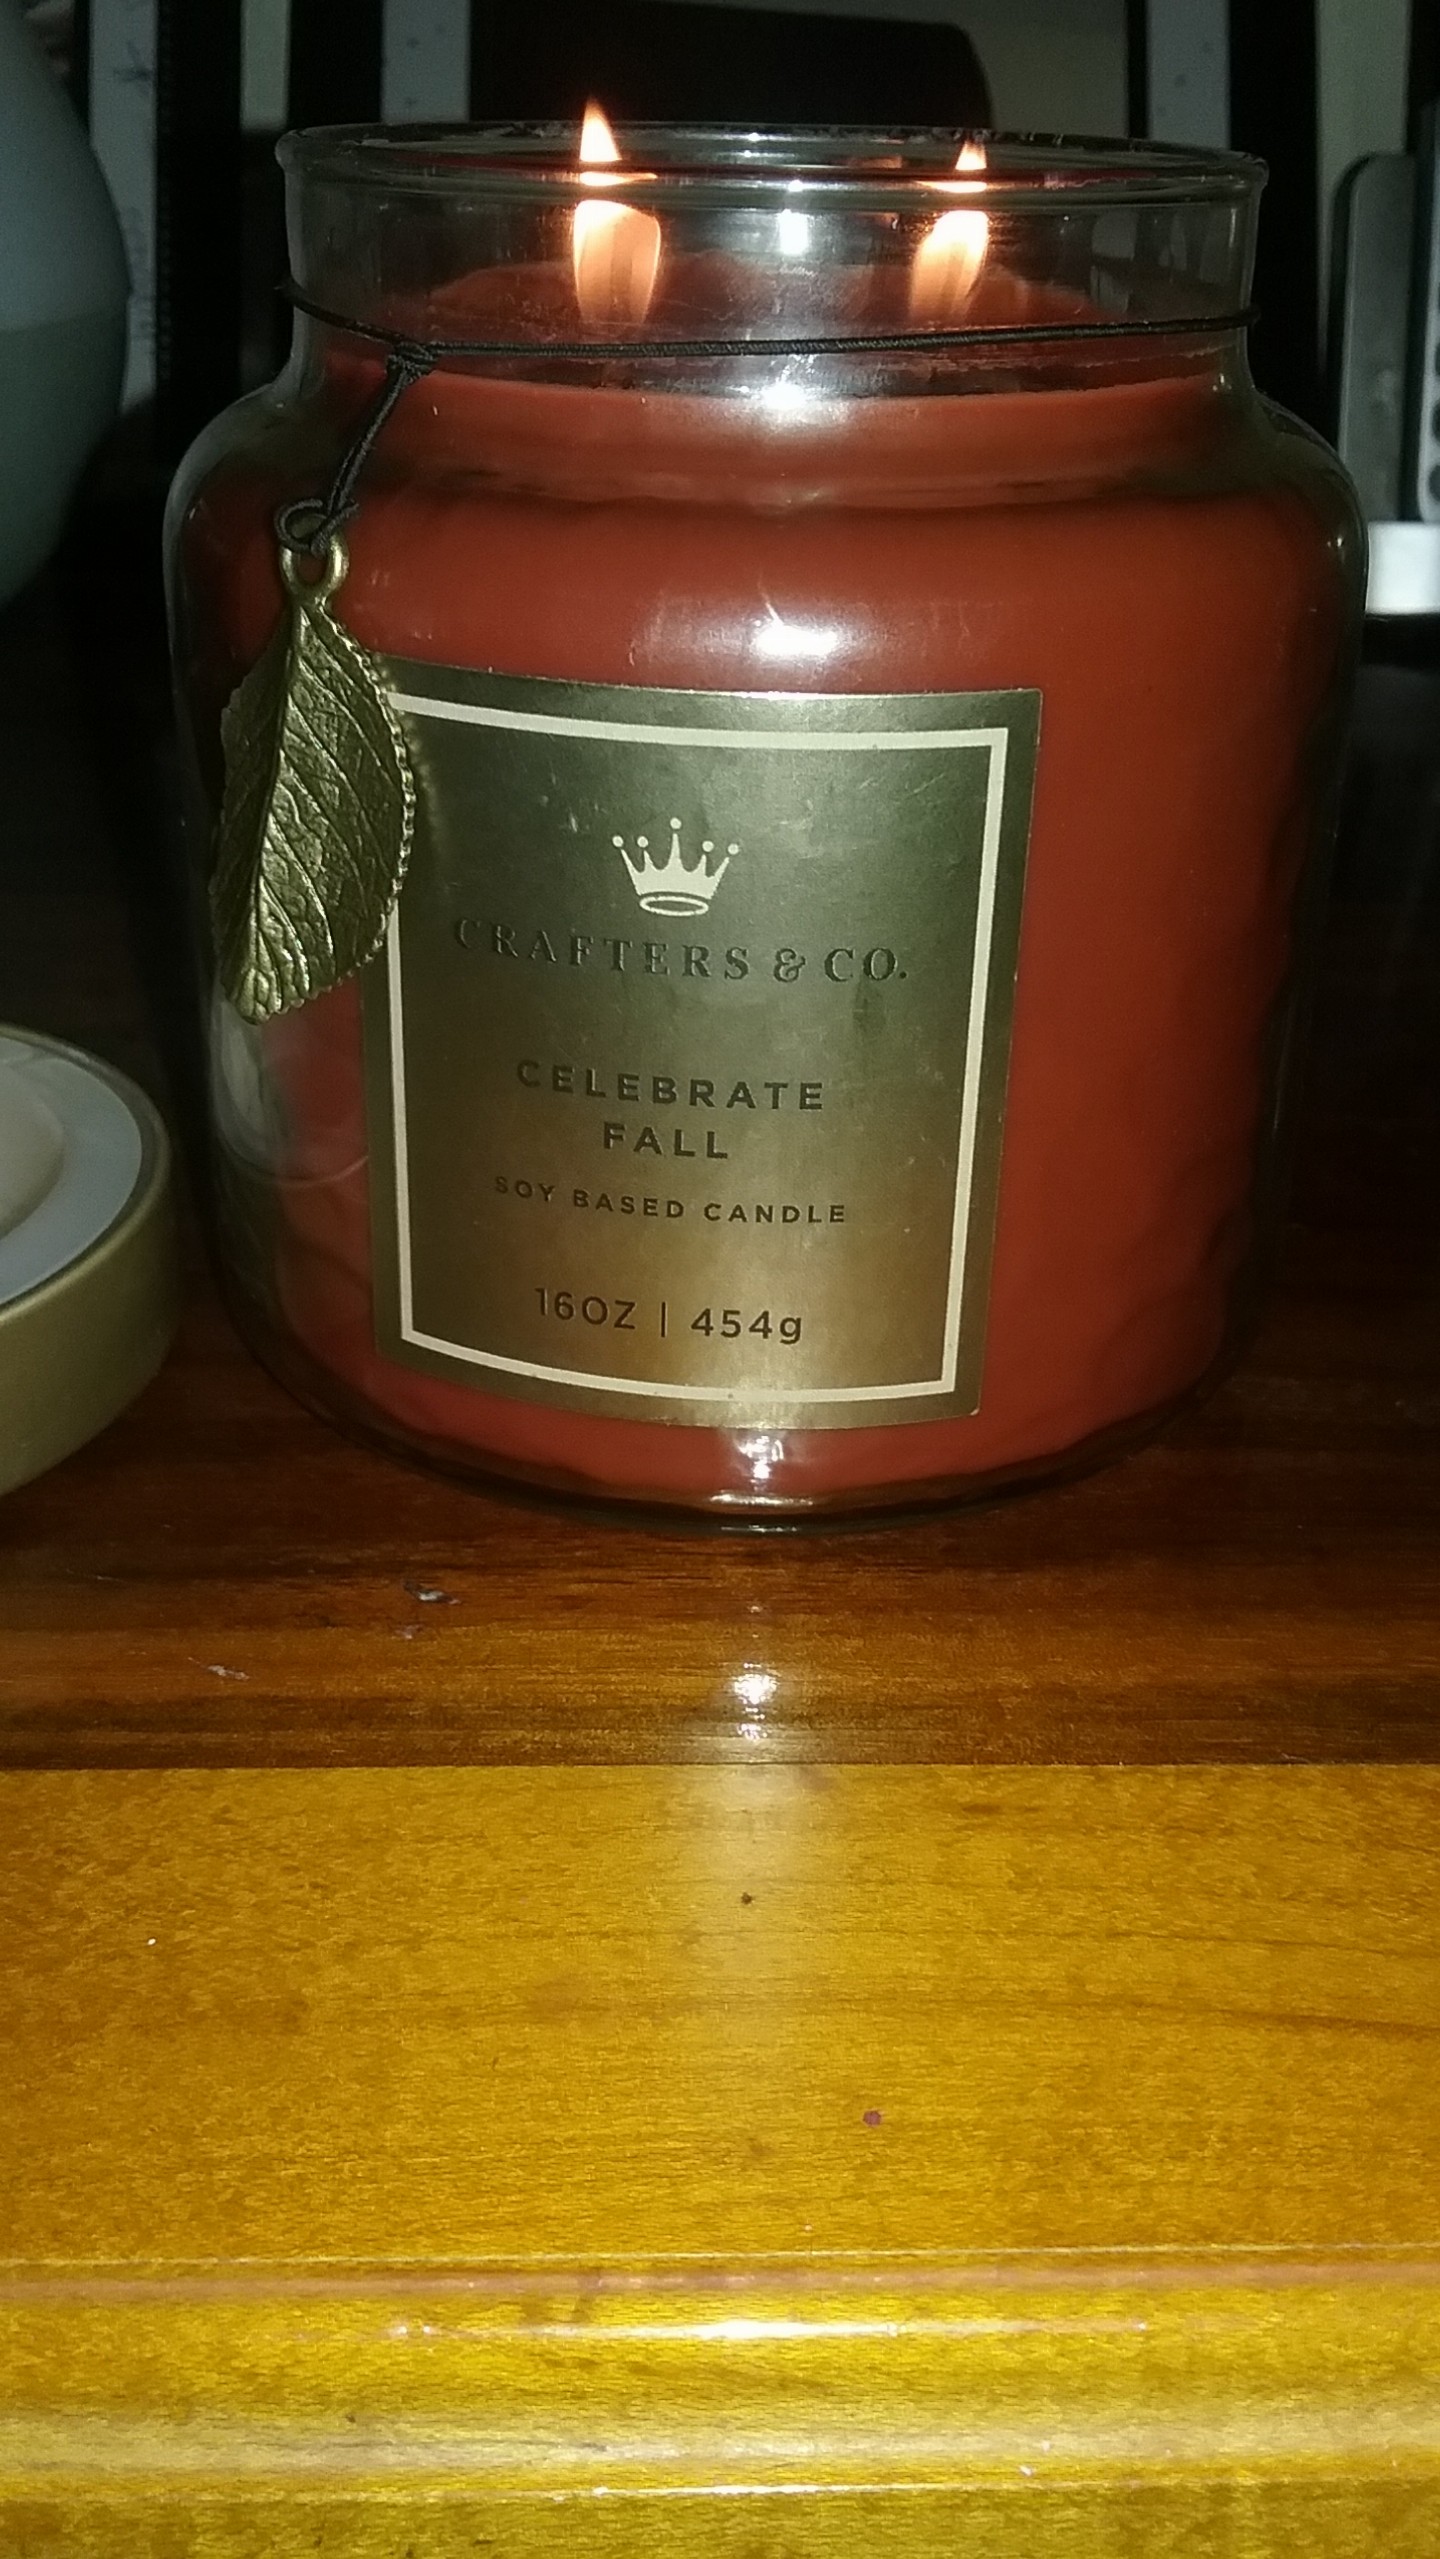 CRAFTERS & CO.
CELEBRATE
FALL
SOY BASED CANDLE
16OZ | 454g